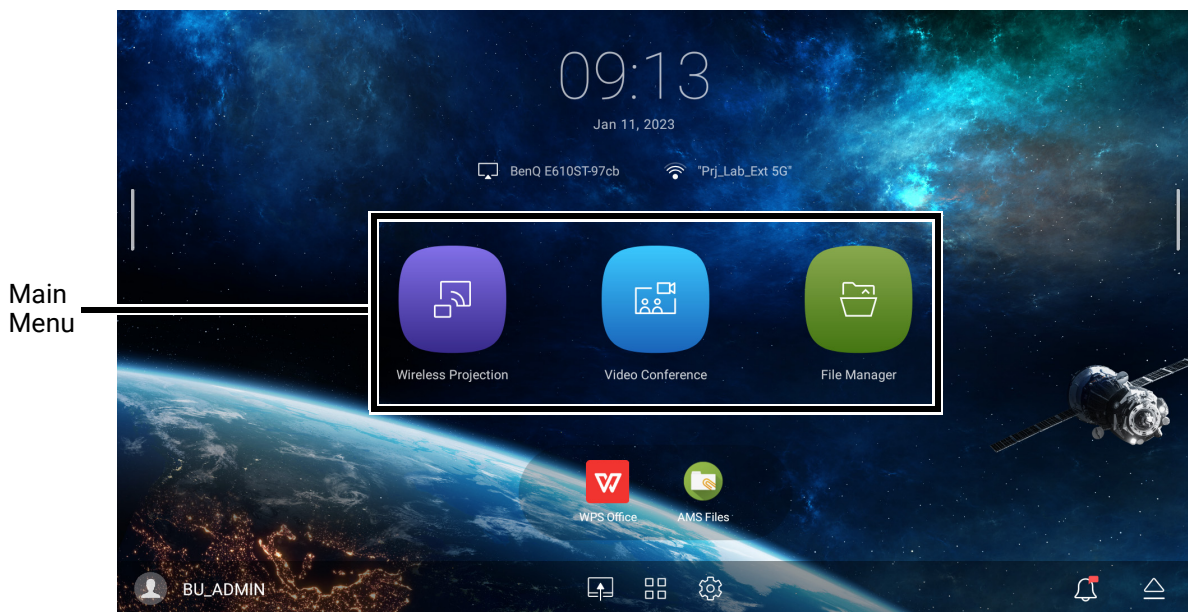 09:13
Jan 11, 2023
BenQ E610ST-97cb "Prj_Lab_Ext 5G"
Main
Menu
Wireless Projection Video Conference File Manager
WPS Office AMS Files
BU_ADMIN